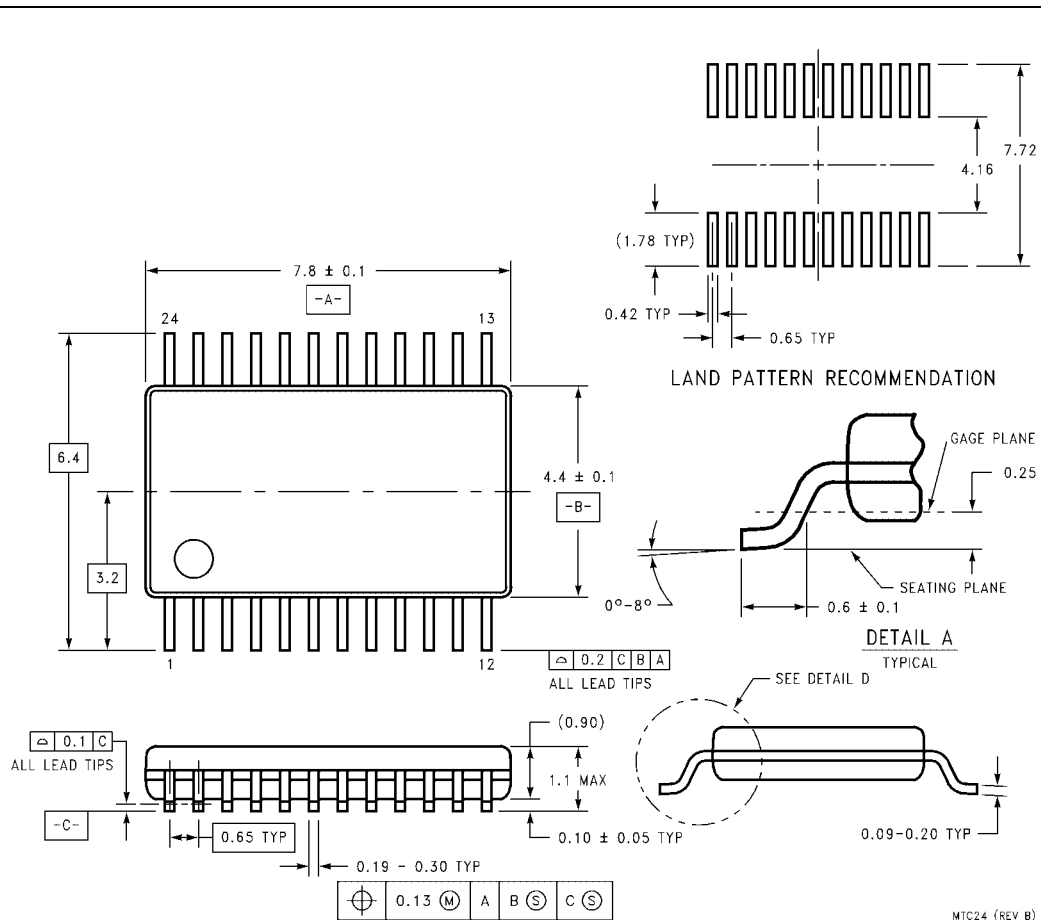 7.72
4.16
(1.78 TYP)
0.42 TYP
0.65 TYP
LAND PATTERN RECOMMENDATION
7.8 ± 0.1
-A-
24
13
6.4
3.2
4.4 ± 0.1
-B-
1
12
⌓ 0.2 C B A
ALL LEAD TIPS
GAGE PLANE
0.25
SEATING PLANE
0°-8°
0.6 ± 0.1
DETAIL A
TYPICAL
SEE DETAIL D
(0.90)
⌓ 0.1 C
ALL LEAD TIPS
1.1 MAX
-C-
0.65 TYP
0.10 ± 0.05 TYP
0.09-0.20 TYP
0.19 - 0.30 TYP
⌖ 0.13 Ⓜ A B Ⓢ C Ⓢ
MTC24 (REV B)